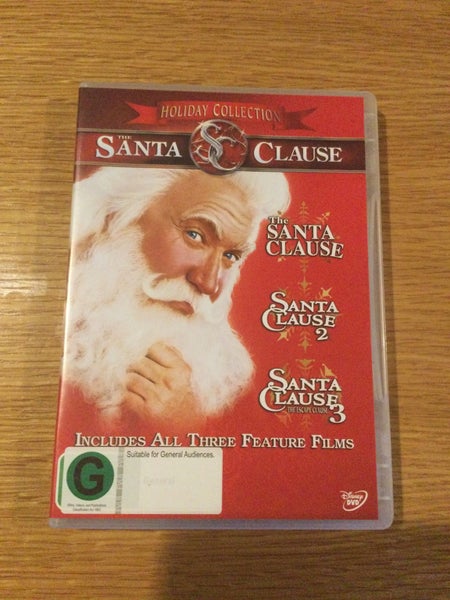 HOLIDAY COLLECTION
THE
SANTA SC CLAUSE
The
SANTA
CLAUSE
SANTA
CLAUSE
2
SANTA
CLAUSE
THE ESCAPE CLAUSE 3
INCLUDES ALL THREE FEATURE FILMS
G
Suitable for General Audiences.
Disney
DVD